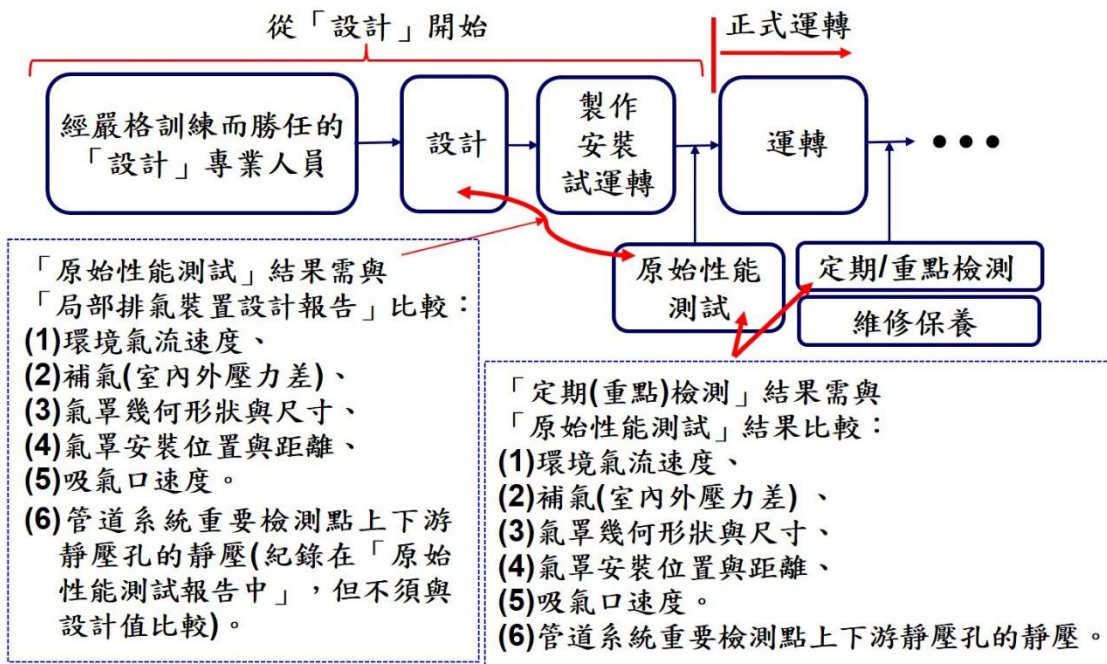 從「設計」開始
正式運轉
經嚴格訓練而勝任的
「設計」專業人員
設計
製作
安裝
試運轉
運轉
●●●
原始性能
測試
定期/重點檢測
維修保養
「原始性能測試」結果需與
「局部排氣裝置設計報告」比較：
(1)環境氣流速度、
(2)補氣(室內外壓力差)、
(3)氣罩幾何形狀與尺寸、
(4)氣罩安裝位置與距離、
(5)吸氣口速度。
(6)管道系統重要檢測點上下游
靜壓孔的靜壓(紀錄在「原始
性能測試報告中」，但不須與
設計值比較)。
「定期(重點)檢測」結果需與
「原始性能測試」結果比較：
(1)環境氣流速度、
(2)補氣(室內外壓力差) 、
(3)氣罩幾何形狀與尺寸、
(4)氣罩安裝位置與距離、
(5)吸氣口速度。
(6)管道系統重要檢測點上下游靜壓孔的靜壓。